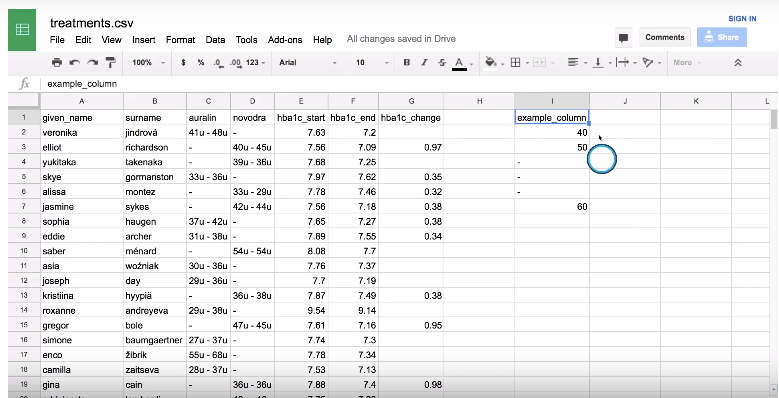 treatments.csv
SIGN IN
File Edit View Insert Format Data Tools Add-ons Help All changes saved in Drive
Comments Share
100% $ % .0 .00 123 Arial 10 B I S A More
fx example_column
A B C D E F G H I J K L
1 given_name surname auralin novodra hba1c_start hba1c_end hba1c_change example_column
2 veronika jindrová 41u - 48u - 7.63 7.2 40
3 elliot richardson - 40u - 45u 7.56 7.09 0.97 50
4 yukitaka takenaka - 39u - 36u 7.68 7.25 -
5 skye gormanston 33u - 36u - 7.97 7.62 0.35 -
6 alissa montez - 33u - 29u 7.78 7.46 0.32 -
7 jasmine sykes - 42u - 44u 7.56 7.18 0.38 60
8 sophia haugen 37u - 42u - 7.65 7.27 0.38
9 eddie archer 31u - 38u - 7.89 7.55 0.34
10 saber ménard - 54u - 54u 8.08 7.7
11 asia woźniak 30u - 36u - 7.76 7.37
12 joseph day 29u - 36u - 7.7 7.19
13 kristiina hyypiä - 36u - 38u 7.87 7.49 0.38
14 roxanne andreyeva 29u - 38u - 9.54 9.14
15 gregor bole - 47u - 45u 7.61 7.16 0.95
16 simone baumgaertner 27u - 37u - 7.74 7.3
17 enco žibrik 55u - 68u - 7.78 7.34
18 camilla zaitseva 28u - 37u - 7.53 7.13
19 gina cain - 36u - 36u 7.88 7.4 0.98